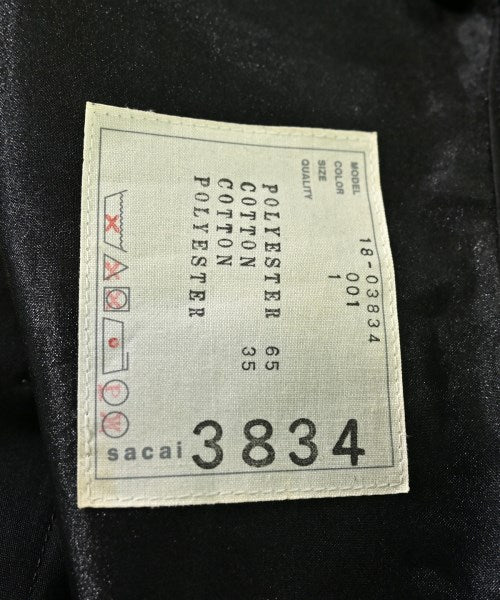 MODEL 18-03834
COLOR 001
SIZE 1
QUALITY
POLYESTER 65
COTTON 35
COTTON
POLYESTER
P W
sacai 3834